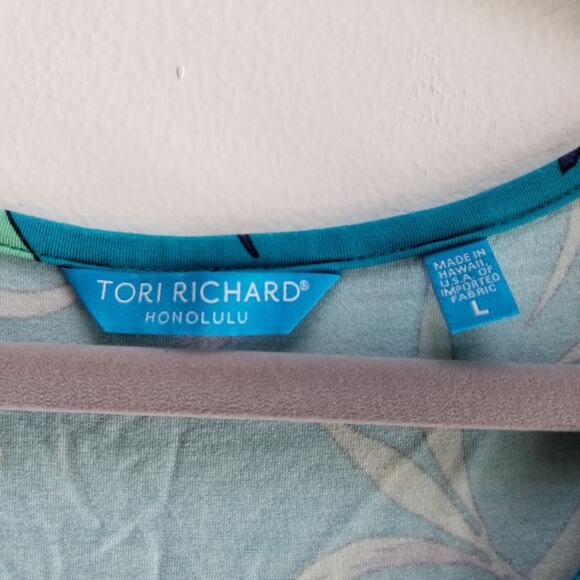 TORI RICHARD®
HONOLULU
MADE IN
HAWAII,
U.S.A. OF
IMPORTED
FABRIC
L